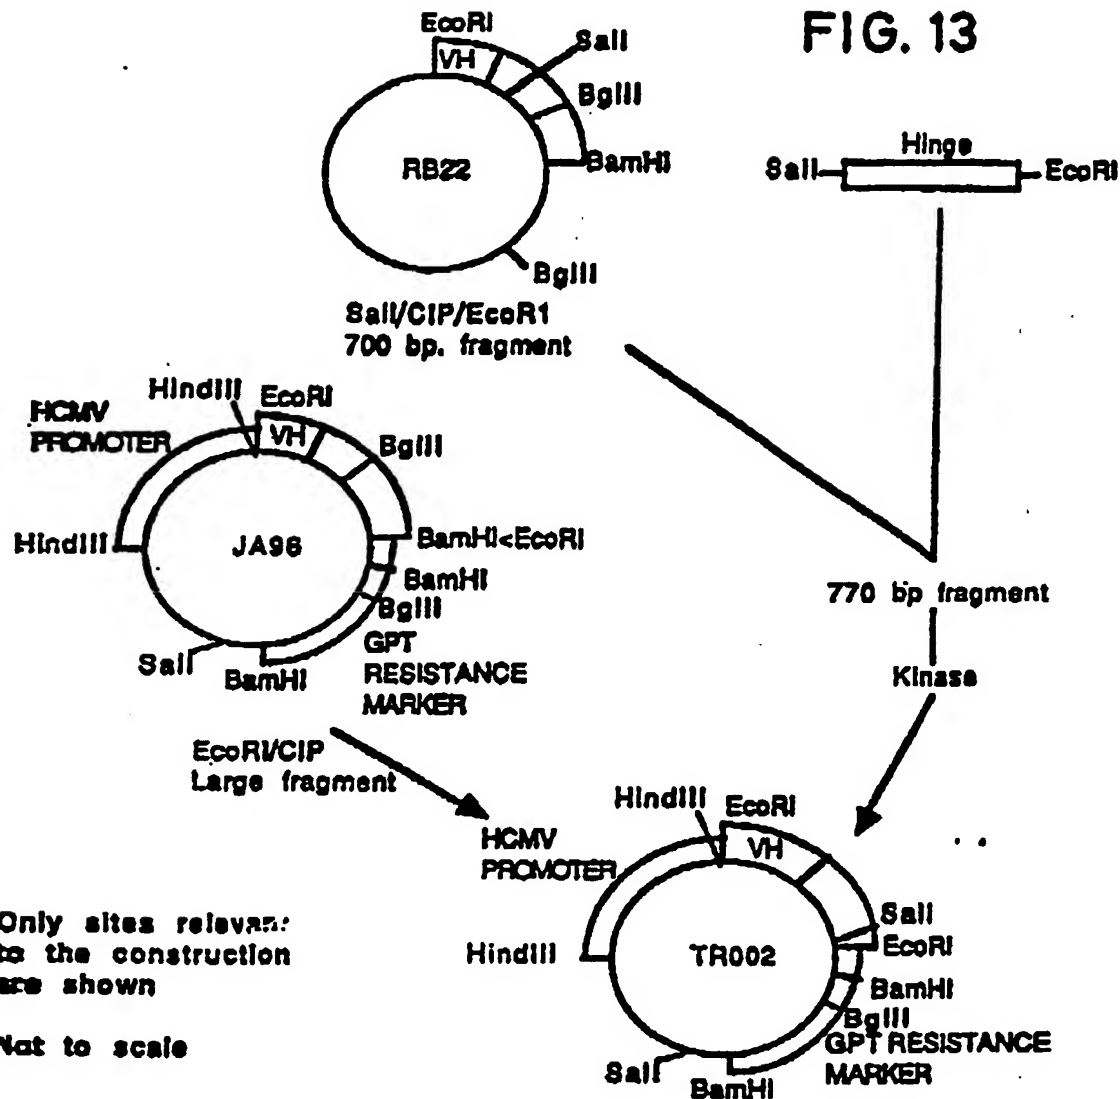 FIG. 13
EcoRI
VH
SalI
BglII
BamHI
RB22
BglII
SalI/CIP/EcoR1
700 bp. fragment
Hinge
SalI
EcoRI
HindIII
EcoRI
HCMV
PROMOTER
VH
BglII
HindIII
JA96
BamHI<EcoRI
BamHI
BglII
GPT
RESISTANCE
MARKER
SalI
BamHI
770 bp fragment
Kinase
EcoRI/CIP
Large fragment
HindIII
EcoRI
HCMV
PROMOTER
VH
SalI
EcoRI
HindIII
TR002
BamHI
BglII
GPT RESISTANCE
MARKER
SalI
BamHI
Only sites relevant
to the construction
are shown
Not to scale